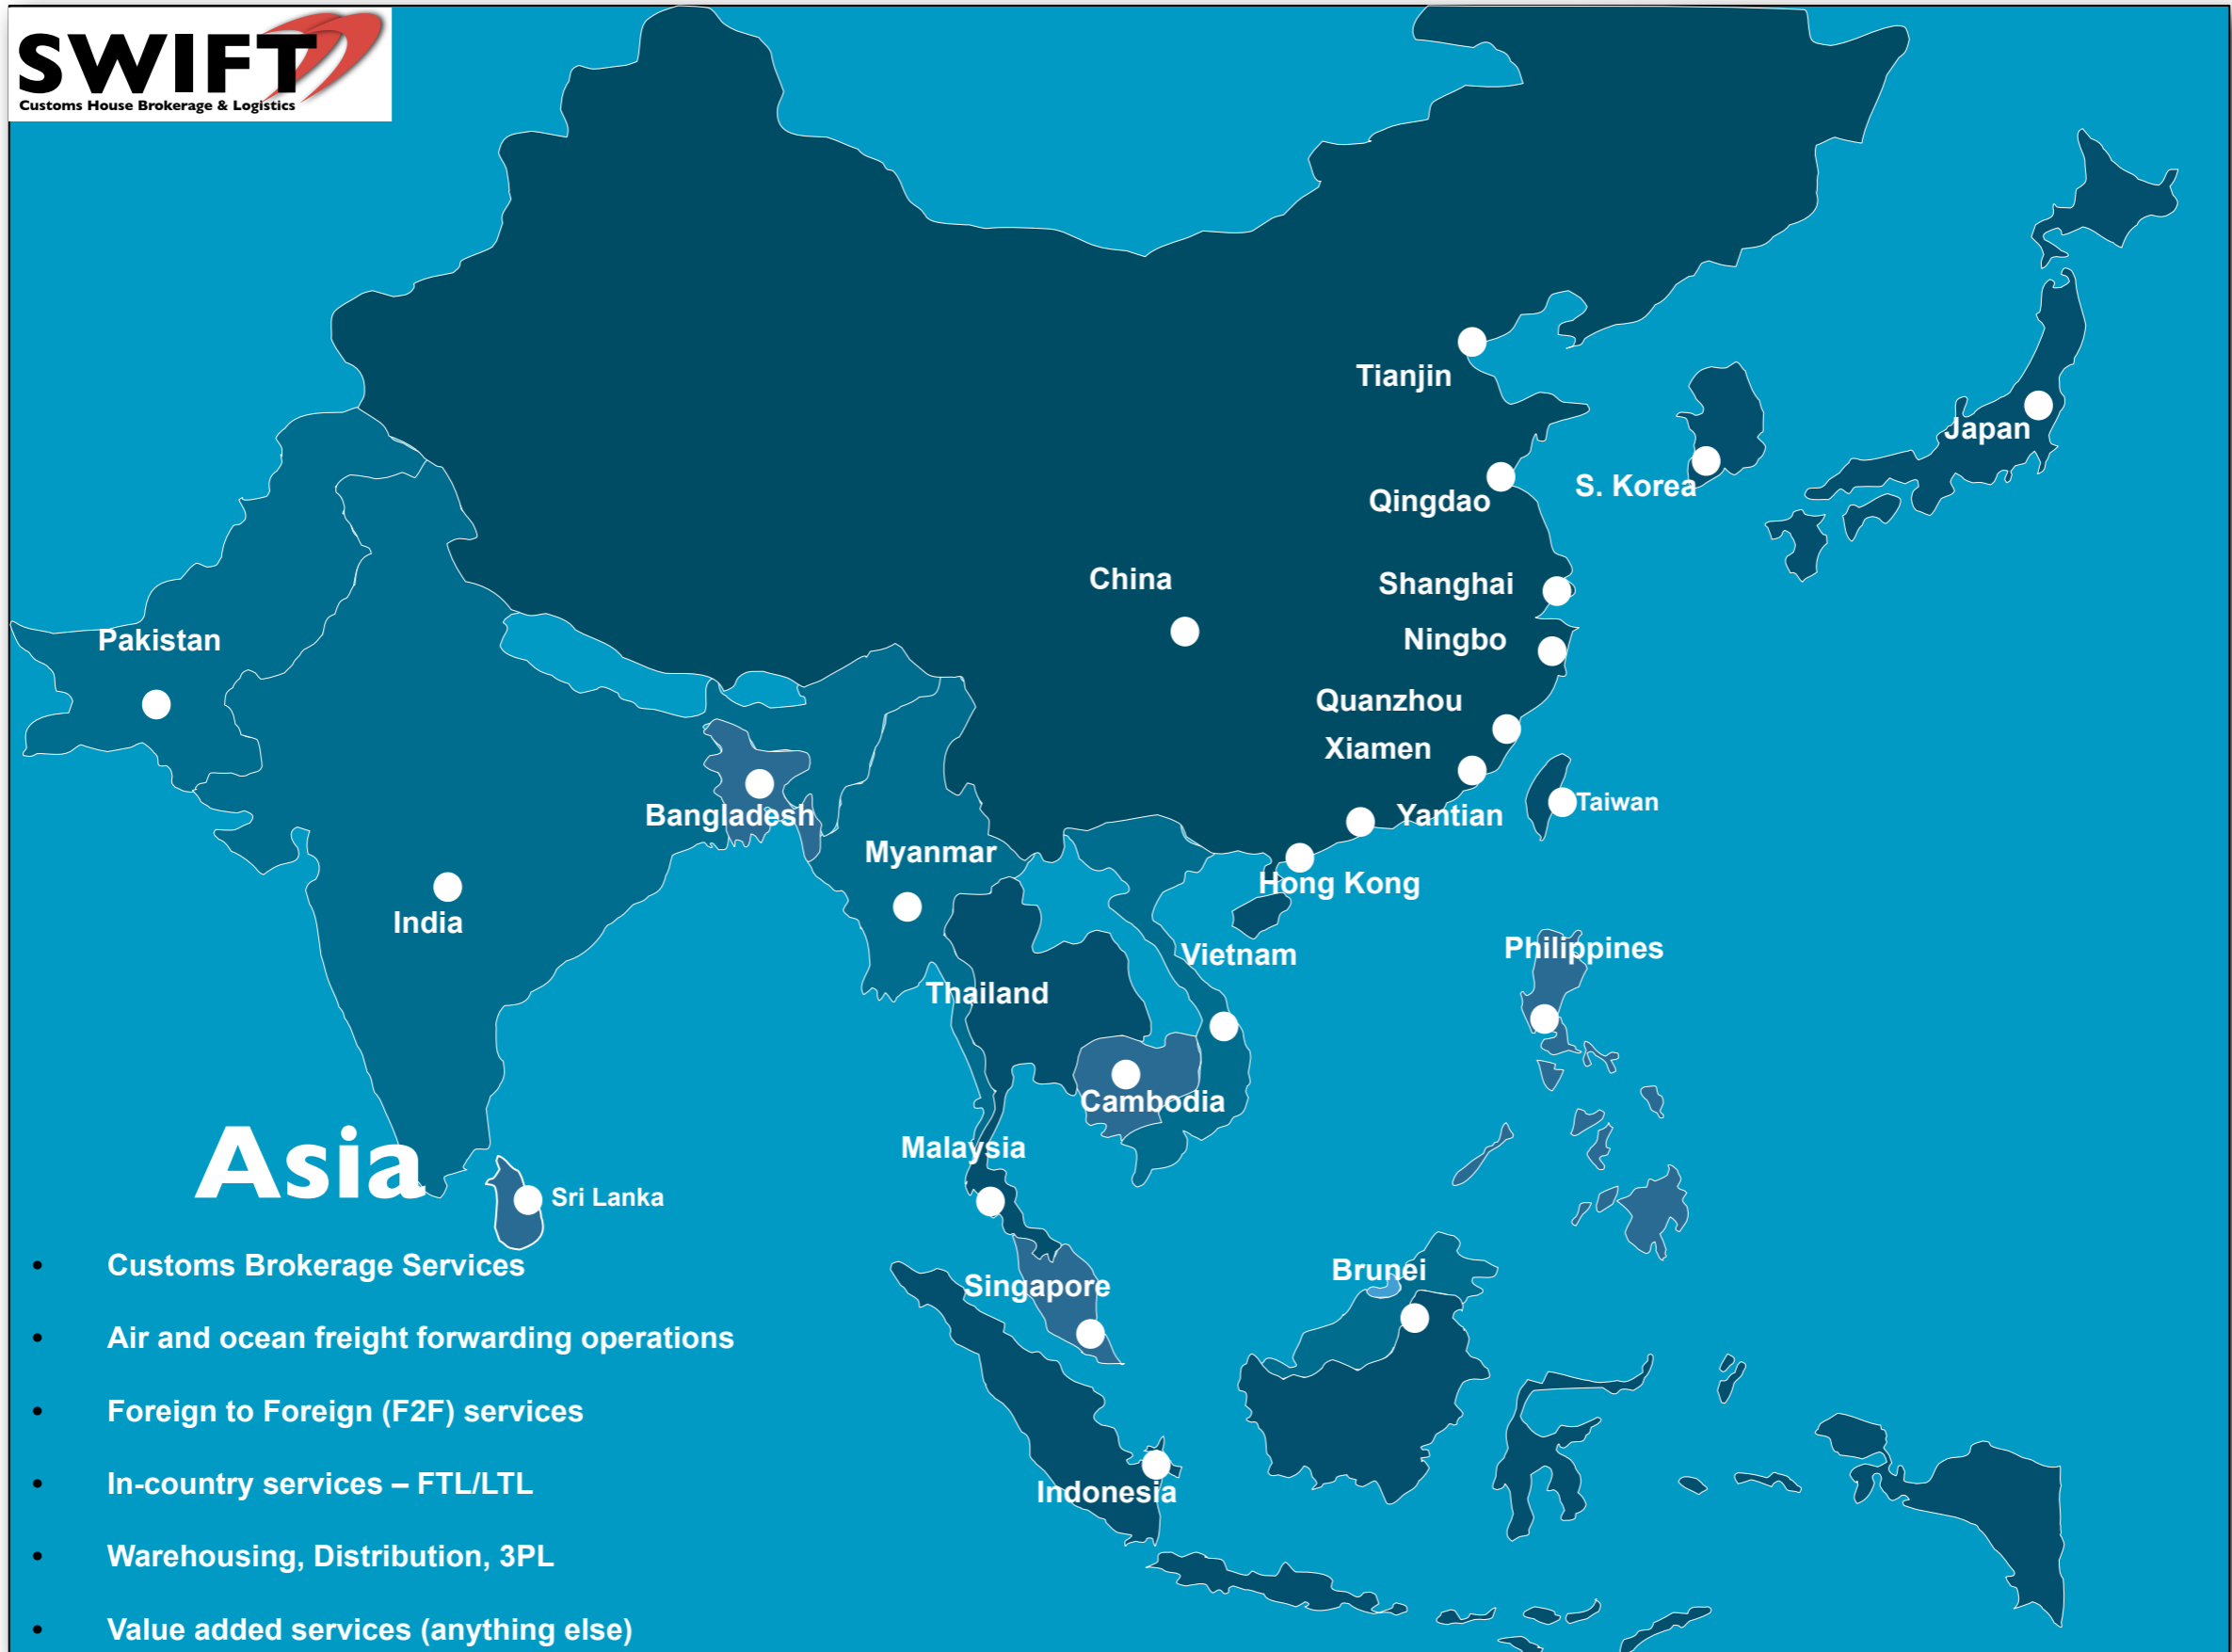 SWIFT
Customs House Brokerage & Logistics
Tianjin
Japan
S. Korea
Qingdao
China
Shanghai
Ningbo
Pakistan
Quanzhou
Xiamen
Taiwan
Bangladesh
Yantian
Myanmar
Hong Kong
India
Vietnam
Philippines
Thailand
Cambodia
Malaysia
Asia
Sri Lanka
Singapore
Brunei
Indonesia
• Customs Brokerage Services
• Air and ocean freight forwarding operations
• Foreign to Foreign (F2F) services
• In-country services – FTL/LTL
• Warehousing, Distribution, 3PL
• Value added services (anything else)